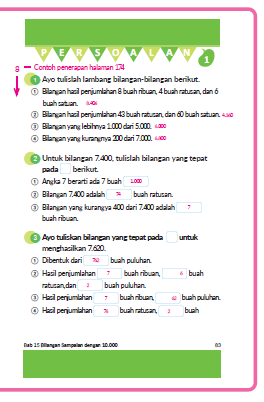 PERSOALAN 1
8 — Contoh penerapan halaman 174
1 Ayo tulislah lambang bilangan-bilangan berikut.
① Bilangan hasil penjumlahan 8 buah ribuan, 4 buah ratusan, dan 6
buah satuan. 8.406
② Bilangan hasil penjumlahan 43 buah ratusan, dan 60 buah satuan. 4.360
③ Bilangan yang lebihnya 1.000 dari 5.000. 6.000
④ Bilangan yang kurangnya 200 dari 7.000. 6.800
2 Untuk bilangan 7.400, tulislah bilangan yang tepat
pada berikut.
① Angka 7 berarti ada 7 buah 1.000
② Bilangan 7.400 adalah 74 buah ratusan.
③ Bilangan yang kurangya 400 dari 7.400 adalah 7
buah ribuan.
3 Ayo tuliskan bilangan yang tepat pada untuk
menghasilkan 7.620.
① Dibentuk dari 762 buah puluhan.
② Hasil penjumlahan 7 buah ribuan, 6 buah
ratusan,dan 2 buah puluhan.
③ Hasil penjumlahan 7 buah ribuan, 62 buah puluhan.
④ Hasil penjumlahan 76 buah ratusan, 2 buah
Bab 15 Bilangan Sampaian dengan 10.000 83